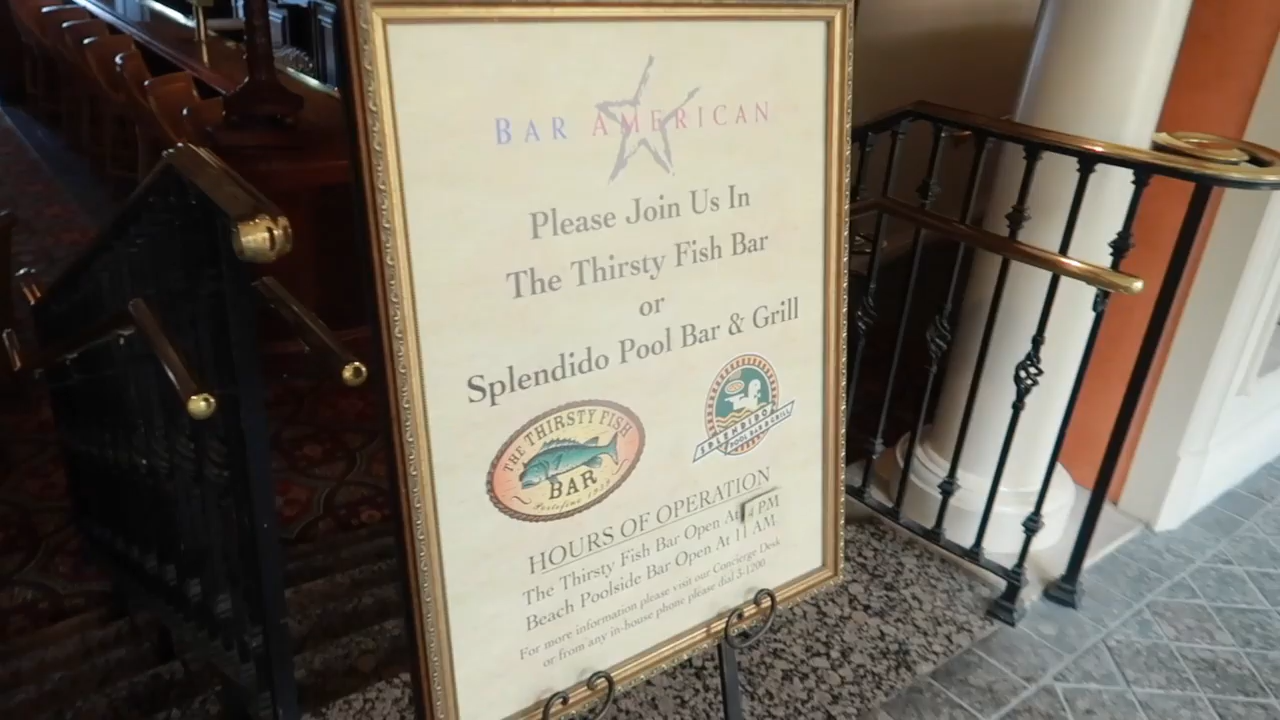 BAR AMERICAN
Please Join Us In
The Thirsty Fish Bar
or
Splendido Pool Bar & Grill
THE THIRSTY FISH
BAR
Portofino
SPLENDIDO
POOL BAR & GRILL
HOURS OF OPERATION
The Thirsty Fish Bar Open At 4 PM
Beach Poolside Bar Open At 11 AM
For more information please visit our Concierge Desk
or from any in-house phone please dial 3-1200